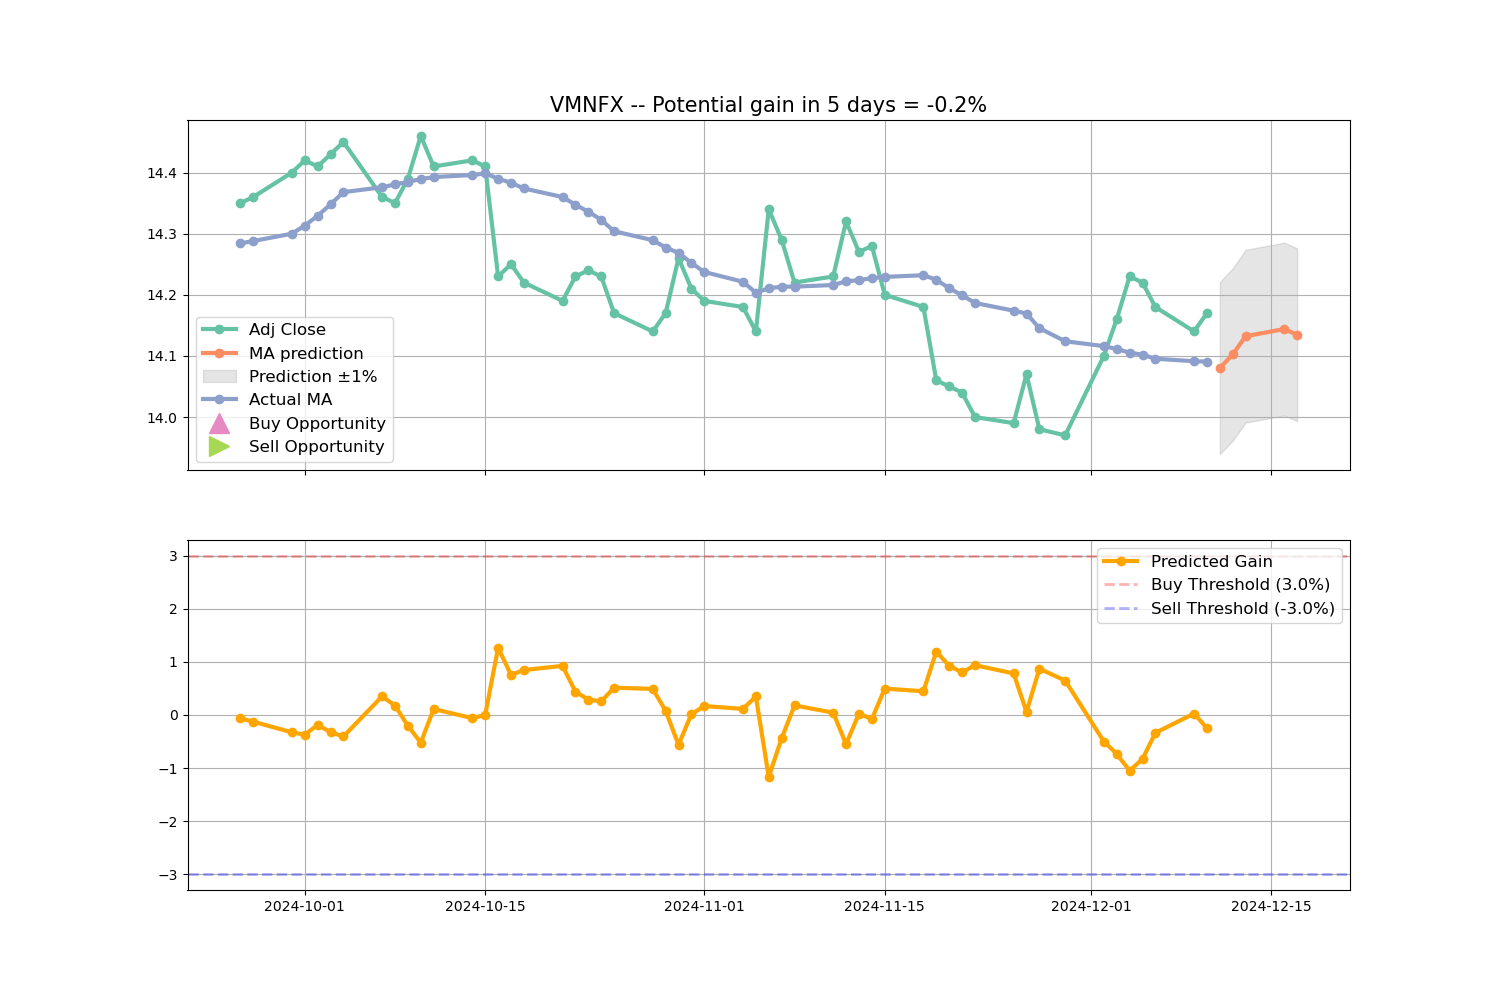 VMNFX -- Potential gain in 5 days = -0.2%
14.4
14.3
14.2
14.1
14.0
Adj Close
MA prediction
Prediction ±1%
Actual MA
Buy Opportunity
Sell Opportunity
3
2
1
0
−1
−2
−3
Predicted Gain
Buy Threshold (3.0%)
Sell Threshold (-3.0%)
2024-10-01
2024-10-15
2024-11-01
2024-11-15
2024-12-01
2024-12-15